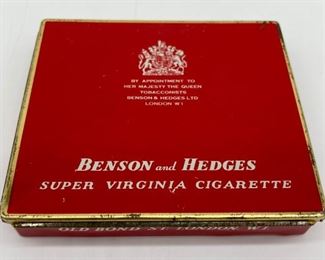 BY APPOINTMENT TO
HER MAJESTY THE QUEEN
TOBACCONISTS
BENSON & HEDGES LTD
LONDON W1
BENSON and HEDGES
SUPER VIRGINIA CIGARETTE
OLD BOND ST LONDON W.1